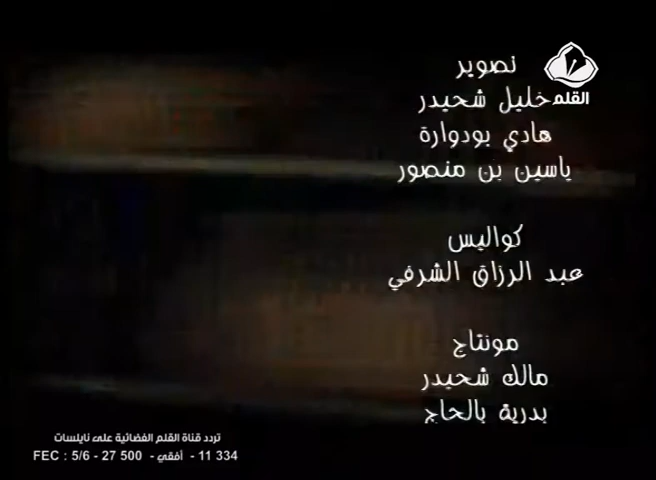 تصوير
خليل شحيدر
هادي بودوارة
ياسين بن منصور
كواليس
عبد الرزاق الشرفي
مونتاج
مالك شحيدر
بدرية بالحاج
القلم
تردد قناة القلم الفضائية على نايلسات
FEC : 5/6 - 27 500 - أفقي - 11 334